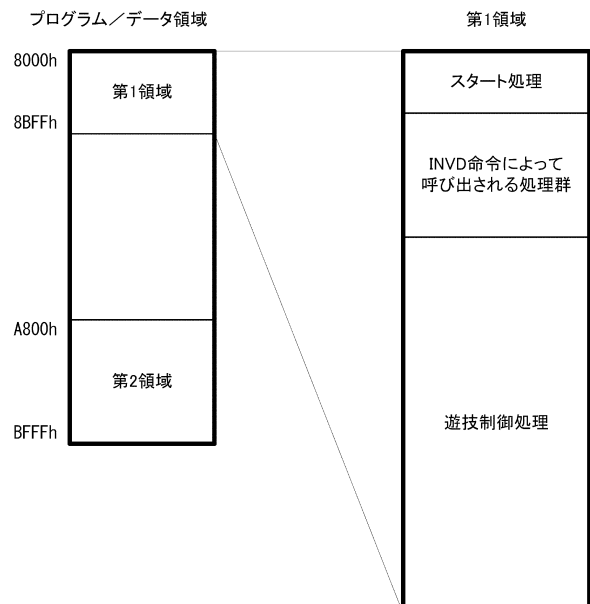 プログラム／データ領域
8000h
第1領域
8BFFh
A800h
第2領域
BFFFh
第1領域
スタート処理
INVD命令によって
呼び出される処理群
遊技制御処理